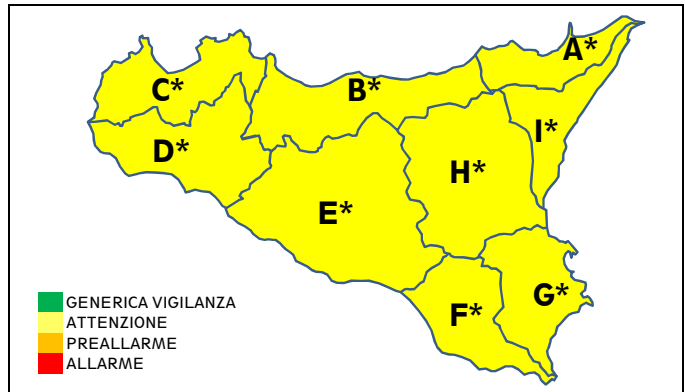 A*
C*
B*
I*
D*
H*
E*
G*
F*
GENERICA VIGILANZA
ATTENZIONE
PREALLARME
ALLARME